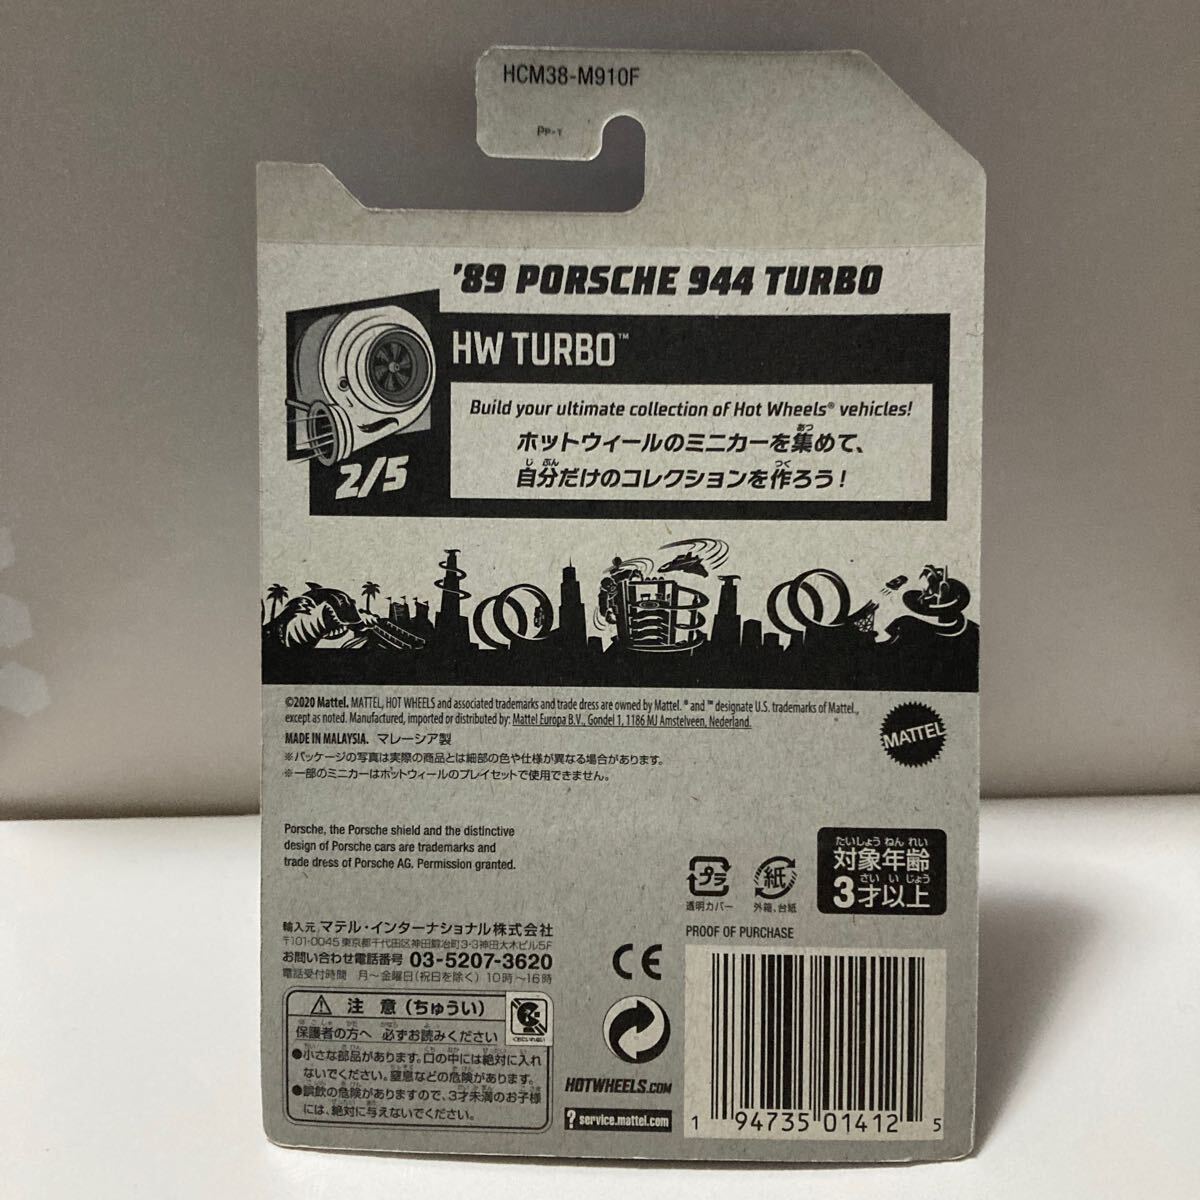 HCM38-M910F
PP-Y
'89 PORSCHE 944 TURBO
HW TURBO™
2/5
Build your ultimate collection of Hot Wheels® vehicles!
ホットウィールのミニカーを集めて、
自分だけのコレクションを作ろう!
©2020 Mattel. MATTEL, HOT WHEELS and associated trademarks and trade dress are owned by Mattel. ® and ™ designate U.S. trademarks of Mattel.,
except as noted. Manufactured, imported or distributed by: Mattel Europa B.V., Gondel 1, 1186 MJ Amstelveen, Nederland.
MADE IN MALAYSIA. マレーシア製
※パッケージの写真は実際の商品とは細部の色や仕様が異なる場合があります。
※一部のミニカーはホットウィールのプレイセットで使用できません。
MATTEL
Porsche, the Porsche shield and the distinctive
design of Porsche cars are trademarks and
trade dress of Porsche AG. Permission granted.
プラ
透明カバー
紙
外箱、台紙
たいしょうねんれい
対象年齢
さいいじょう
3才以上
輸入元 マテル・インターナショナル株式会社
〒101-0045 東京都千代田区神田鍛冶町3-3神田大木ビル5F
お問い合わせ電話番号 03-5207-3620
電話受付時間 月〜金曜日(祝日を除く) 10時〜16時
注 意 (ちゅうい)
保護者の方へ 必ずお読みください
●小さな部品があります。口の中には絶対に入れ
ないでください。窒息などの危険があります。
●誤飲の危険がありますので、3才未満のお子様
には、絶対に与えないでください。
CE
HOTWHEELS.COM
? service.mattel.com
PROOF OF PURCHASE
1 94735 01412 5